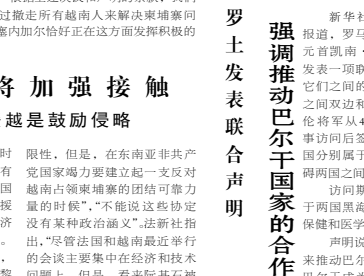 过撤走所有越南人来解决柬埔寨问
塞内加尔恰好正在这方面发挥积极的
将加强接触
越是鼓励侵略
时
有
国
援
济
。
限性，但是，在东南亚非共产
党国家竭力要建立起一支反对
越南占领柬埔寨的团结可靠力
量的时候”，“不能说这些协定
没有某种政治涵义”。法新社指
出，“尽管法国和越南最近举行
的会谈主要集中在经济和技术
罗士发表联合声明
强调推动巴尔干国家的合作
新华社
报道，罗马
元首凯南·
发表一项联
它们之间的
之间双边和
伦将军从4
事访问后签
国分别属于
碍两国之间
访问期
于两国黑海
保健和医学
声明说
来推动巴尔